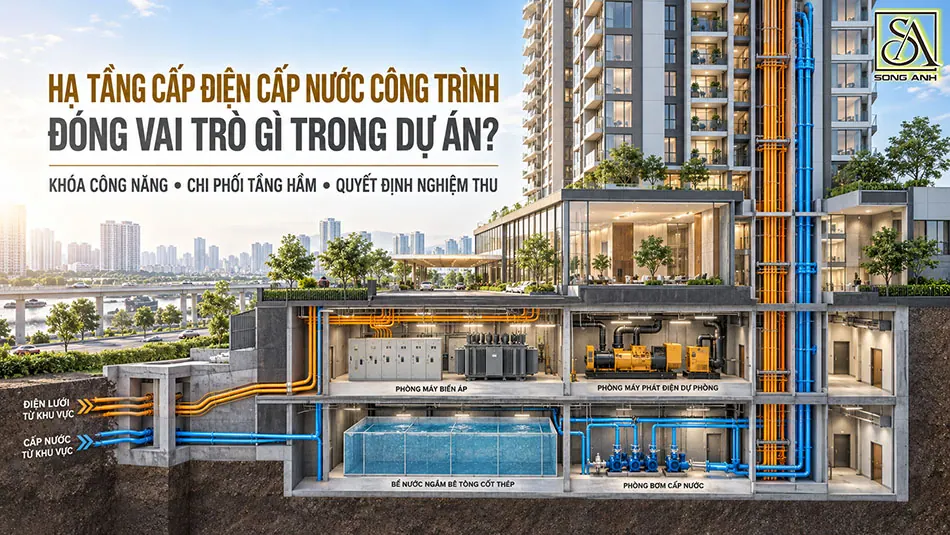 SA
SONG ANH
HẠ TẦNG CẤP ĐIỆN CẤP NƯỚC CÔNG TRÌNH
ĐÓNG VAI TRÒ GÌ TRONG DỰ ÁN?
KHÓA CÔNG NĂNG • CHI PHỐI TẦNG HẦM • QUYẾT ĐỊNH NGHIỆM THU
PHÒNG MÁY BIẾN ÁP
PHÒNG MÁY PHÁT ĐIỆN DỰ PHÒNG
ĐIỆN LƯỚI
TỪ KHU VỰC
CẤP NƯỚC
TỪ KHU VỰC
BỂ NƯỚC NGẦM BÊ TÔNG CỐT THÉP
PHÒNG BƠM CẤP NƯỚC